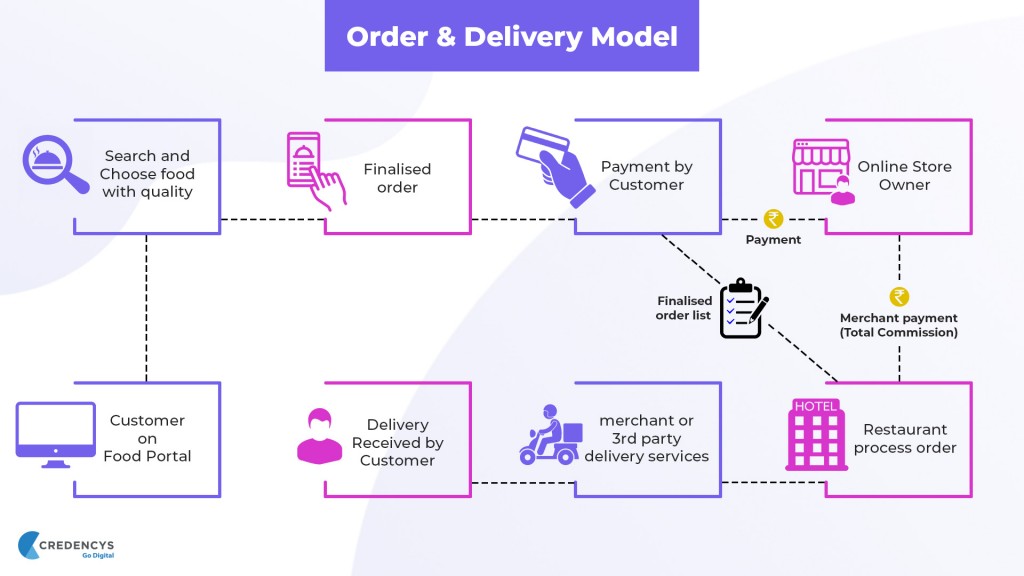 Order & Delivery Model
Search and
Choose food
with quality
Finalised
order
Payment by
Customer
Online Store
Owner
₹
Payment
Finalised
order list
₹
Merchant payment
(Total Commission)
Customer
on
Food Portal
Delivery
Received by
Customer
merchant or
3rd party
delivery services
HOTEL
Restaurant
process order
CREDENCYS
Go Digital